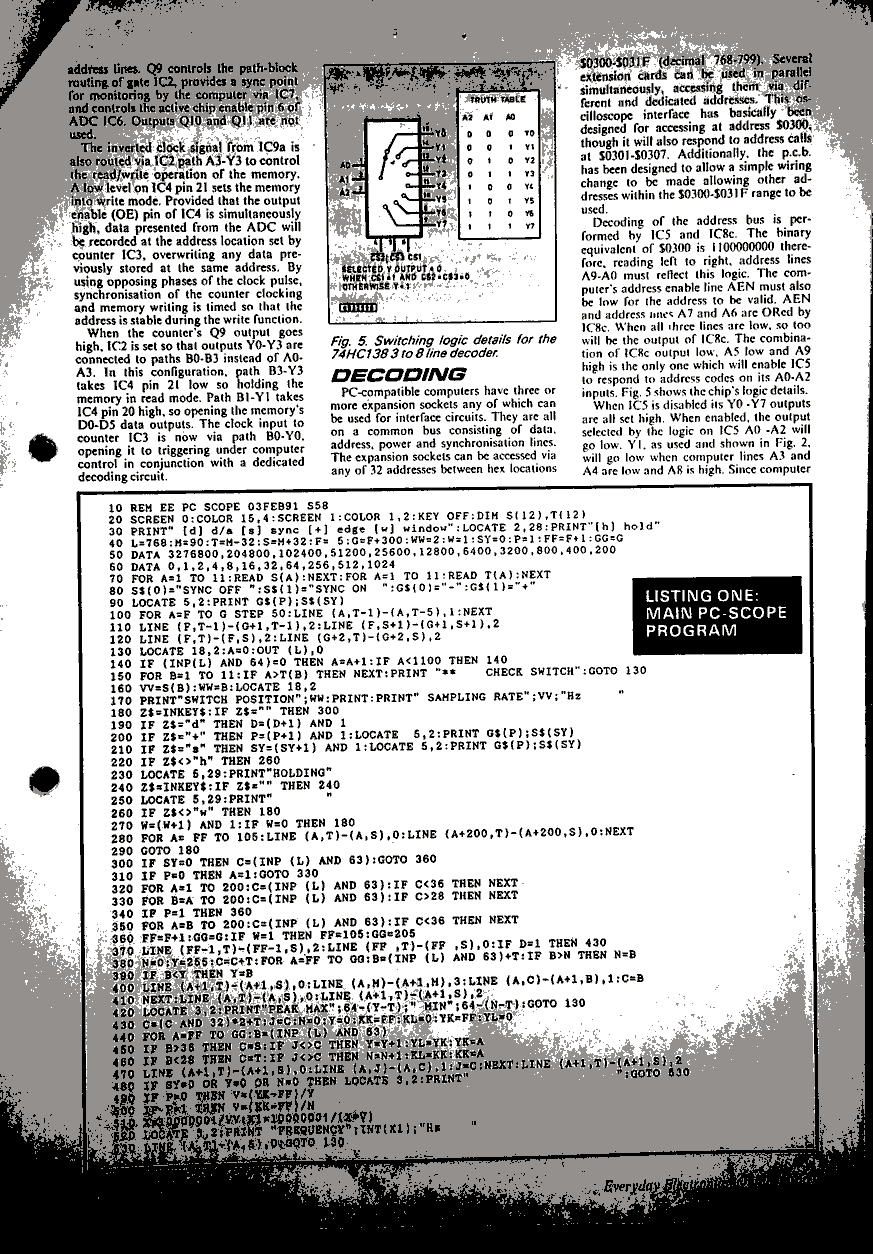 address lines. Q9 controls the path-block
routing of gate IC2, provides a sync point
for monitoring by the computer via IC7,
and controls the active chip enable pin 6 of
ADC IC6. Outputs Q10 and Q11 are not
used.
The inverted clock signal from IC9a is
also routed via IC2 path A3-Y3 to control
the read/write operation of the memory.
A low level on IC4 pin 21 sets the memory
into write mode. Provided that the output
enable (OE) pin of IC4 is simultaneously
high, data presented from the ADC will
be recorded at the address location set by
counter IC3, overwriting any data pre-
viously stored at the same address. By
using opposing phases of the clock pulse,
synchronisation of the counter clocking
and memory writing is timed so that the
address is stable during the write function.
When the counter's Q9 output goes
high, IC2 is set so that outputs Y0-Y3 are
connected to paths B0-B3 instead of A0-
A3. In this configuration, path B3-Y3
takes IC4 pin 21 low so holding the
memory in read mode. Path B1-Y1 takes
IC4 pin 20 high, so opening the memory's
D0-D5 data outputs. The clock input to
counter IC3 is now via path B0-Y0,
opening it to triggering under computer
control in conjunction with a dedicated
decoding circuit.
TRUTH TABLE
A2 A1 A0
0 0 0 Y0
0 0 1 Y1
0 1 0 Y2
0 1 1 Y3
1 0 0 Y4
1 0 1 Y5
1 1 0 Y6
1 1 1 Y7
A0
A1
A2
Y0
Y1
Y2
Y3
Y4
Y5
Y6
Y7
CS2 CS3 CS1
SELECTED Y OUTPUT = 0
WHEN CS1=1 AND CS2=CS3=0
OTHERWISE Y=1
Fig. 5. Switching logic details for the
74HC138 3 to 8 line decoder.
DECODING
PC-compatible computers have three or
more expansion sockets any of which can
be used for interface circuits. They are all
on a common bus consisting of data,
address, power and synchronisation lines.
The expansion sockets can be accessed via
any of 32 addresses between hex locations
$0300-$031F (decimal 768-799). Several
extension cards can be used in parallel
simultaneously, accessing them via dif-
ferent and dedicated addresses. This os-
cilloscope interface has basically been
designed for accessing at address $0300,
though it will also respond to address calls
at $0301-$0307. Additionally, the p.c.b.
has been designed to allow a simple wiring
change to be made allowing other ad-
dresses within the $0300-$031F range to be
used.
Decoding of the address bus is per-
formed by IC5 and IC8c. The binary
equivalent of $0300 is 1100000000 there-
fore, reading left to right, address lines
A9-A0 must reflect this logic. The com-
puter's address enable line AEN must also
be low for the address to be valid. AEN
and address lines A7 and A6 are ORed by
IC8c. When all three lines are low, so too
will be the output of IC8c. The combina-
tion of IC8c output low, A5 low and A9
high is the only one which will enable IC5
to respond to address codes on its A0-A2
inputs. Fig. 5 shows the chip's logic details.
When IC5 is disabled its Y0 -Y7 outputs
are all set high. When enabled, the output
selected by the logic on IC5 A0 -A2 will
go low. Y1, as used and shown in Fig. 2,
will go low when computer lines A3 and
A4 are low and A8 is high. Since computer
10 REM EE PC SCOPE 03FEB91 S58
20 SCREEN 0:COLOR 15,4:SCREEN 1:COLOR 1,2:KEY OFF:DIM S(12),T(12)
30 PRINT" [d] d/a [s] sync [+] edge [w] window":LOCATE 2,28:PRINT"[h] hold"
40 L=768:M=90:T=M-32:S=M+32:F= 5:G=F+300:WW=2:W=1:SY=0:P=1:FF=F+1:GG=G
50 DATA 3276800,204800,102400,51200,25600,12800,6400,3200,800,400,200
60 DATA 0,1,2,4,8,16,32,64,256,512,1024
70 FOR A=1 TO 11:READ S(A):NEXT:FOR A=1 TO 11:READ T(A):NEXT
80 S$(0)="SYNC OFF ":S$(1)="SYNC ON  ":G$(0)="-":G$(1)="+"
90 LOCATE 5,2:PRINT G$(P);S$(SY)
100 FOR A=F TO G STEP 50:LINE (A,T-1)-(A,T-5),1:NEXT
110 LINE (F,T-1)-(G+1,T-1),2:LINE (F,S+1)-(G+1,S+1),2
120 LINE (F,T)-(F,S),2:LINE (G+2,T)-(G+2,S),2
130 LOCATE 18,2:A=0:OUT (L),0
140 IF (INP(L) AND 64)=0 THEN A=A+1:IF A<1100 THEN 140
150 FOR B=1 TO 11:IF A>T(B) THEN NEXT:PRINT "**    CHECK SWITCH":GOTO 130
160 VV=S(B):WW=B:LOCATE 18,2
170 PRINT"SWITCH POSITION";WW:PRINT:PRINT" SAMPLING RATE";VV;"Hz      "
180 Z$=INKEY$:IF Z$="" THEN 300
190 IF Z$="d" THEN D=(D+1) AND 1
200 IF Z$="+" THEN P=(P+1) AND 1:LOCATE  5,2:PRINT G$(P);S$(SY)
210 IF Z$="s" THEN SY=(SY+1) AND 1:LOCATE 5,2:PRINT G$(P);S$(SY)
220 IF Z$<>"h" THEN 260
230 LOCATE 5,29:PRINT"HOLDING"
240 Z$=INKEY$:IF Z$="" THEN 240
250 LOCATE 5,29:PRINT"       "
260 IF Z$<>"w" THEN 180
270 W=(W+1) AND 1:IF W=0 THEN 180
280 FOR A= FF TO 105:LINE (A,T)-(A,S),0:LINE (A+200,T)-(A+200,S),0:NEXT
290 GOTO 180
300 IF SY=0 THEN C=(INP (L) AND 63):GOTO 360
310 IF P=0 THEN A=1:GOTO 330
320 FOR A=1 TO 200:C=(INP (L) AND 63):IF C<36 THEN NEXT
330 FOR B=A TO 200:C=(INP (L) AND 63):IF C>28 THEN NEXT
340 IF P=1 THEN 360
350 FOR A=B TO 200:C=(INP (L) AND 63):IF C<36 THEN NEXT
360 FF=F+1:GG=G:IF W=1 THEN FF=105:GG=205
370 LINE (FF-1,T)-(FF-1,S),2:LINE (FF ,T)-(FF ,S),0:IF D=1 THEN 430
380 N=0:Y=255:C=C+T:FOR A=FF TO GG:B=(INP (L) AND 63)+T:IF B>N THEN N=B
390 IF B<Y THEN Y=B
400 LINE (A+1,T)-(A+1,S),0:LINE (A,M)-(A+1,M),3:LINE (A,C)-(A+1,B),1:C=B
410 NEXT:LINE (A,T)-(A,S),0:LINE (A+1,T)-(A+1,S),2
420 LOCATE 3,2:PRINT"PEAK MAX";64-(Y-T);" MIN";64-(N-T):GOTO 130
430 C=(C AND 32)*2+T:J=C:N=0:Y=0:KK=FF:KL=0:YK=FF:YL=0
440 FOR A=FF TO GG:B=(INP (L) AND 63)
450 IF B>36 THEN C=S:IF J<>C THEN Y=Y+1:YL=YK:YK=A
460 IF B<28 THEN C=T:IF J<>C THEN N=N+1:KL=KK:KK=A
470 LINE (A+1,T)-(A+1,S),0:LINE (A,J)-(A,C),1:J=C:NEXT:LINE (A+1,T)-(A+1,S),2
480 IF SY=0 OR Y=0 OR N=0 THEN LOCATE 3,2:PRINT"                    ":GOTO 530
490 IF P=0 THEN V=(YK-FF)/Y
500 IF P=1 THEN V=(KK-FF)/N
520 LOCATE 3,2:PRINT "FREQUENCY";INT(X1);"Hz    "
530 LINE (A,T)-(A,S),0:GOTO 130
LISTING ONE:
MAIN PC-SCOPE
PROGRAM
Everyday